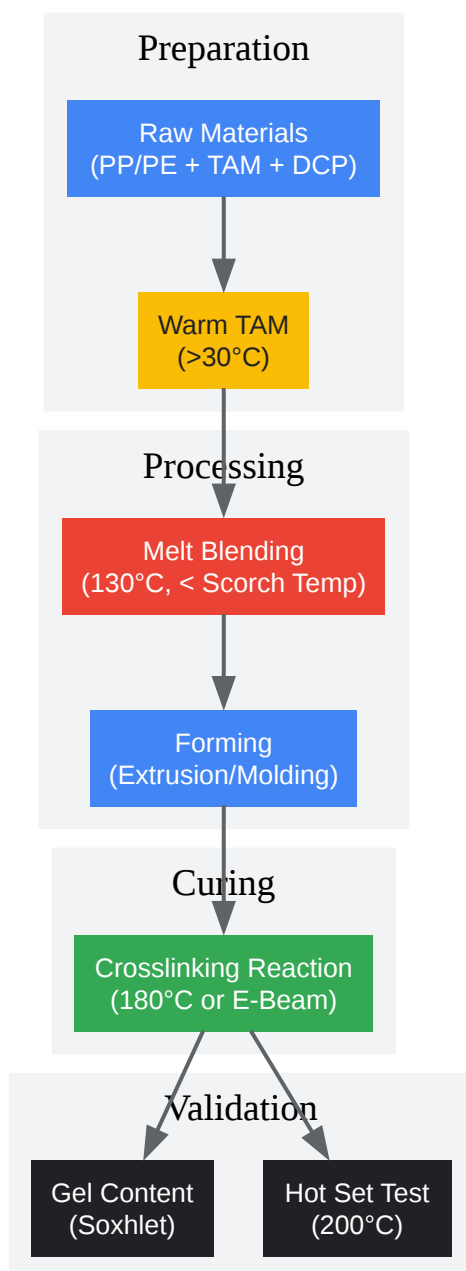 Preparation
Raw Materials
(PP/PE + TAM + DCP)
Warm TAM
(>30°C)
Processing
Melt Blending
(130°C, < Scorch Temp)
Forming
(Extrusion/Molding)
Curing
Crosslinking Reaction
(180°C or E-Beam)
Validation
Gel Content
(Soxhlet)
Hot Set Test
(200°C)